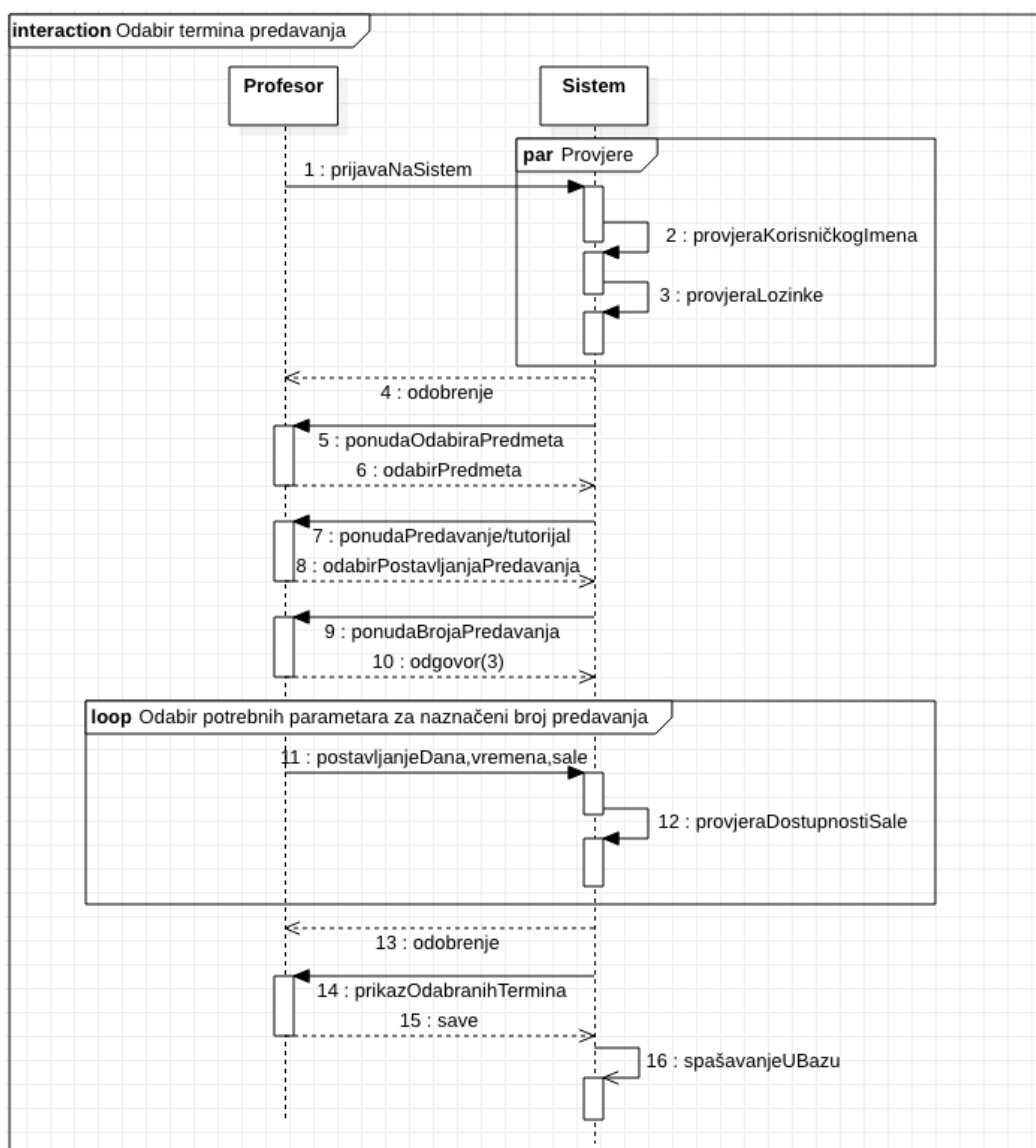 interaction Odabir termina predavanja
Profesor
Sistem
par Provjere
1 : prijavaNaSistem
2 : provjeraKorisničkogImena
3 : provjeraLozinke
4 : odobrenje
5 : ponudaOdabiraPredmeta
6 : odabirPredmeta
7 : ponudaPredavanje/tutorijal
8 : odabirPostavljanjaPredavanja
9 : ponudaBrojaPredavanja
10 : odgovor(3)
loop Odabir potrebnih parametara za naznačeni broj predavanja
11 : postavljanjeDana,vremena,sale
12 : provjeraDostupnostiSale
13 : odobrenje
14 : prikazOdabranihTermina
15 : save
16 : spašavanjeUBazu